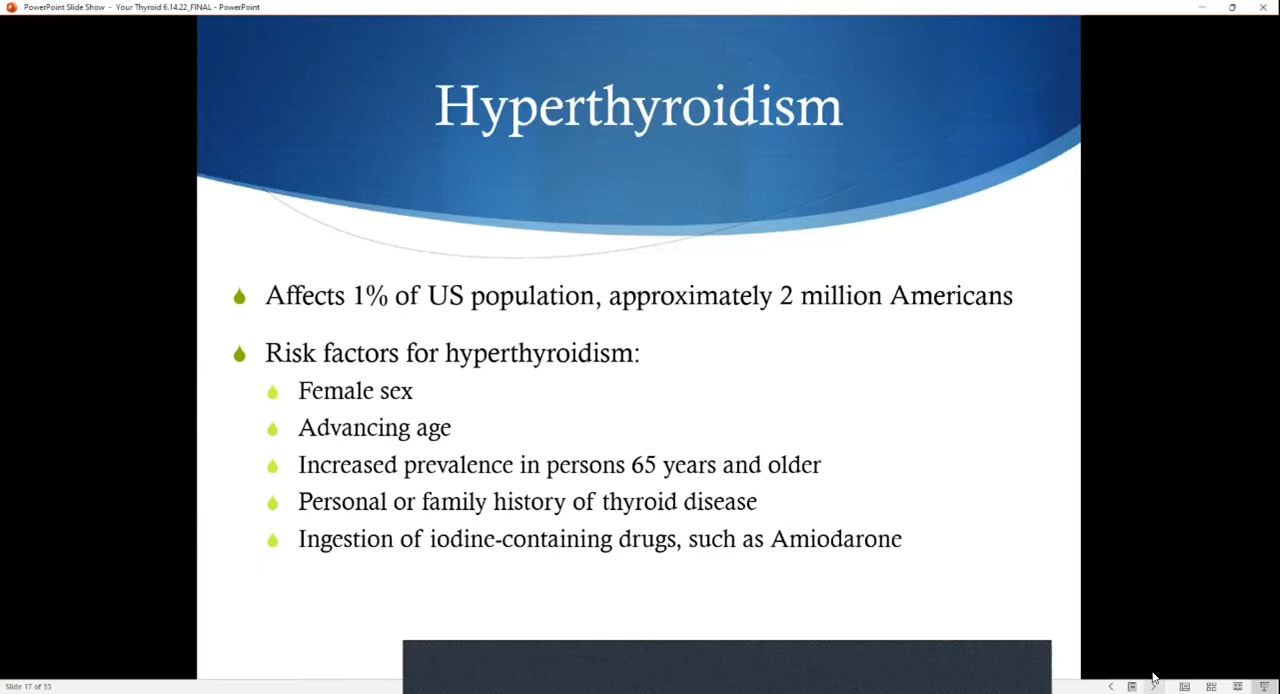 PowerPoint Slide Show - Your Thyroid 6.14.22_FINAL - PowerPoint
Hyperthyroidism
Affects 1% of US population, approximately 2 million Americans
Risk factors for hyperthyroidism:
Female sex
Advancing age
Increased prevalence in persons 65 years and older
Personal or family history of thyroid disease
Ingestion of iodine-containing drugs, such as Amiodarone
Slide 17 of 33